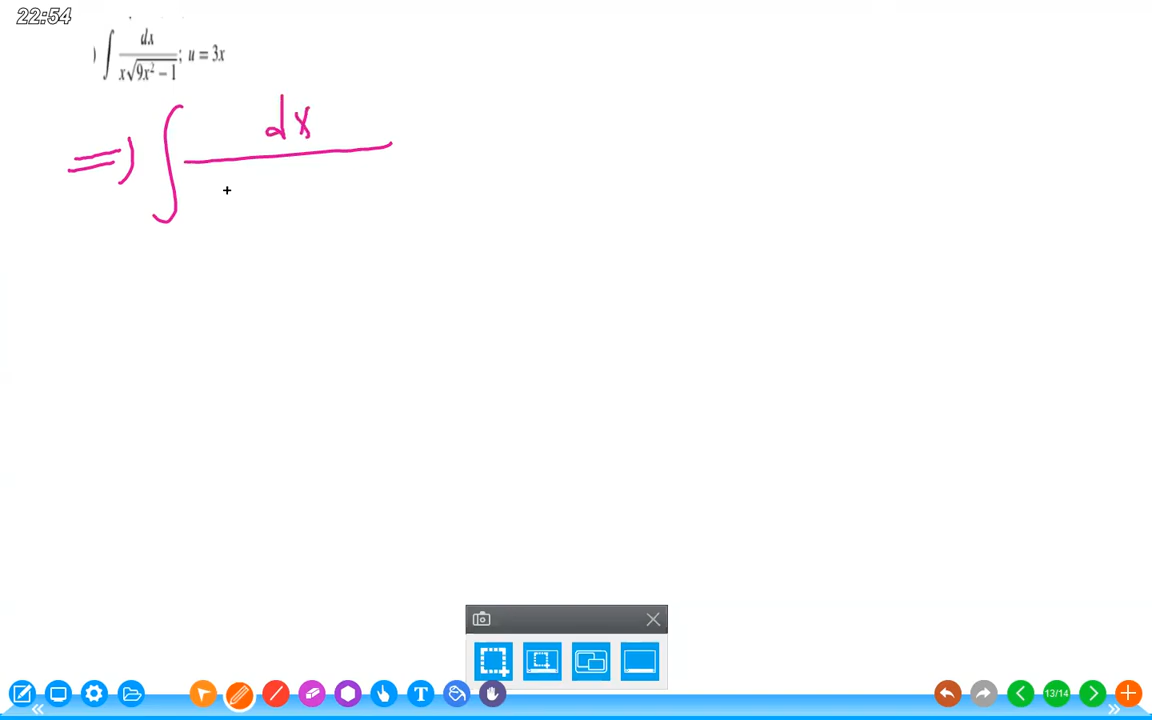 22:54
) ∫ dx / x√9x² – 1 ; u = 3x
⇒) ∫ dx
13/14